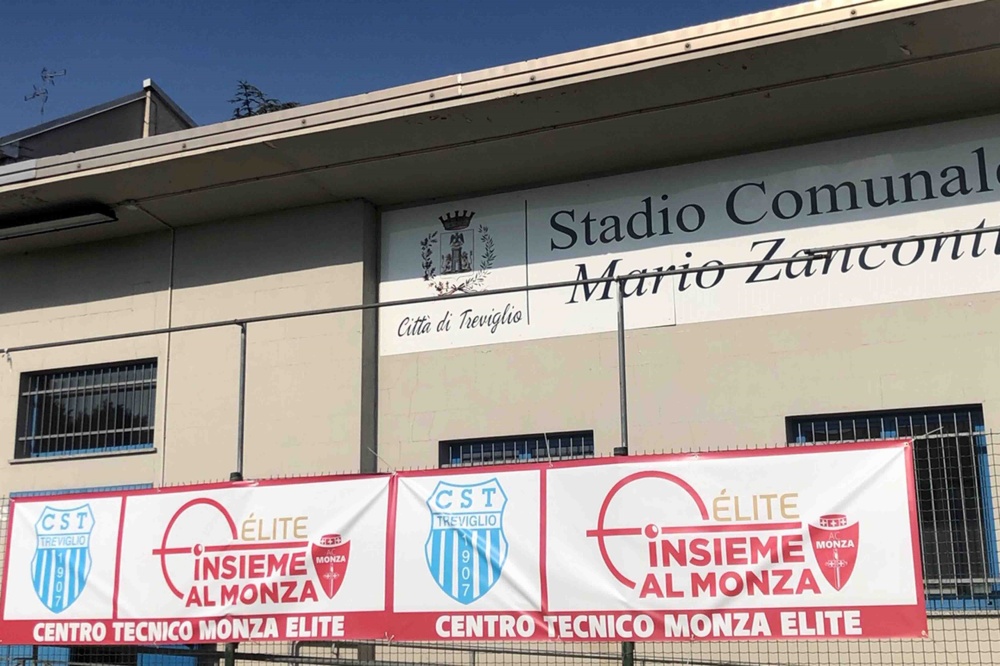 Stadio Comunale
Mario Zanconti
Città di Treviglio
CST
TREVIGLIO
1907
ÉLITE
INSIEME
AL MONZA
AC
MONZA
CENTRO TECNICO MONZA ELITE
CST
TREVIGLIO
1907
ÉLITE
INSIEME
AL MONZA
AC
MONZA
CENTRO TECNICO MONZA ELITE